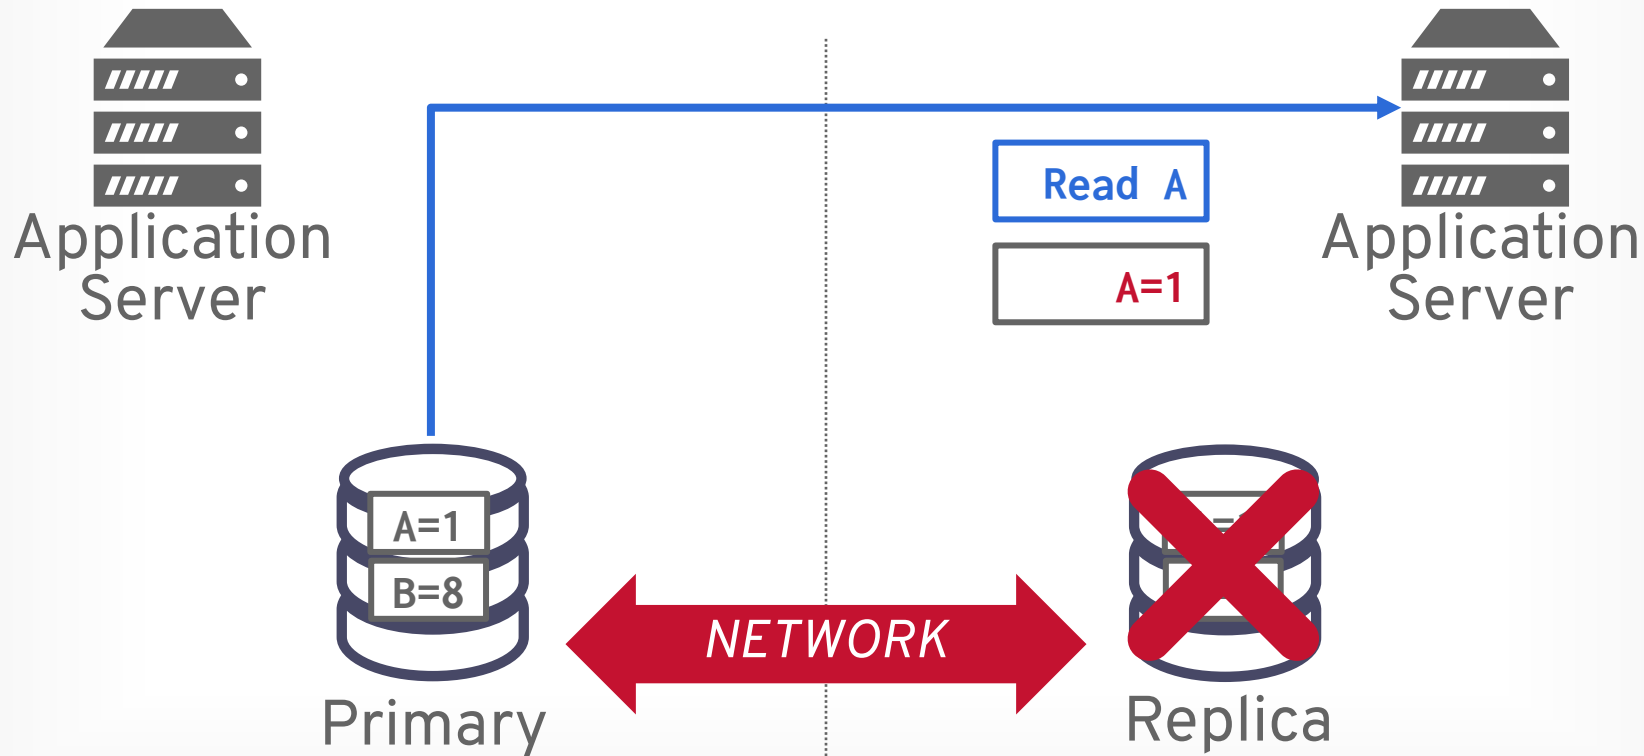 Application
Server
Read A
A=1
Application
Server
A=1
B=8
NETWORK
Primary
Replica